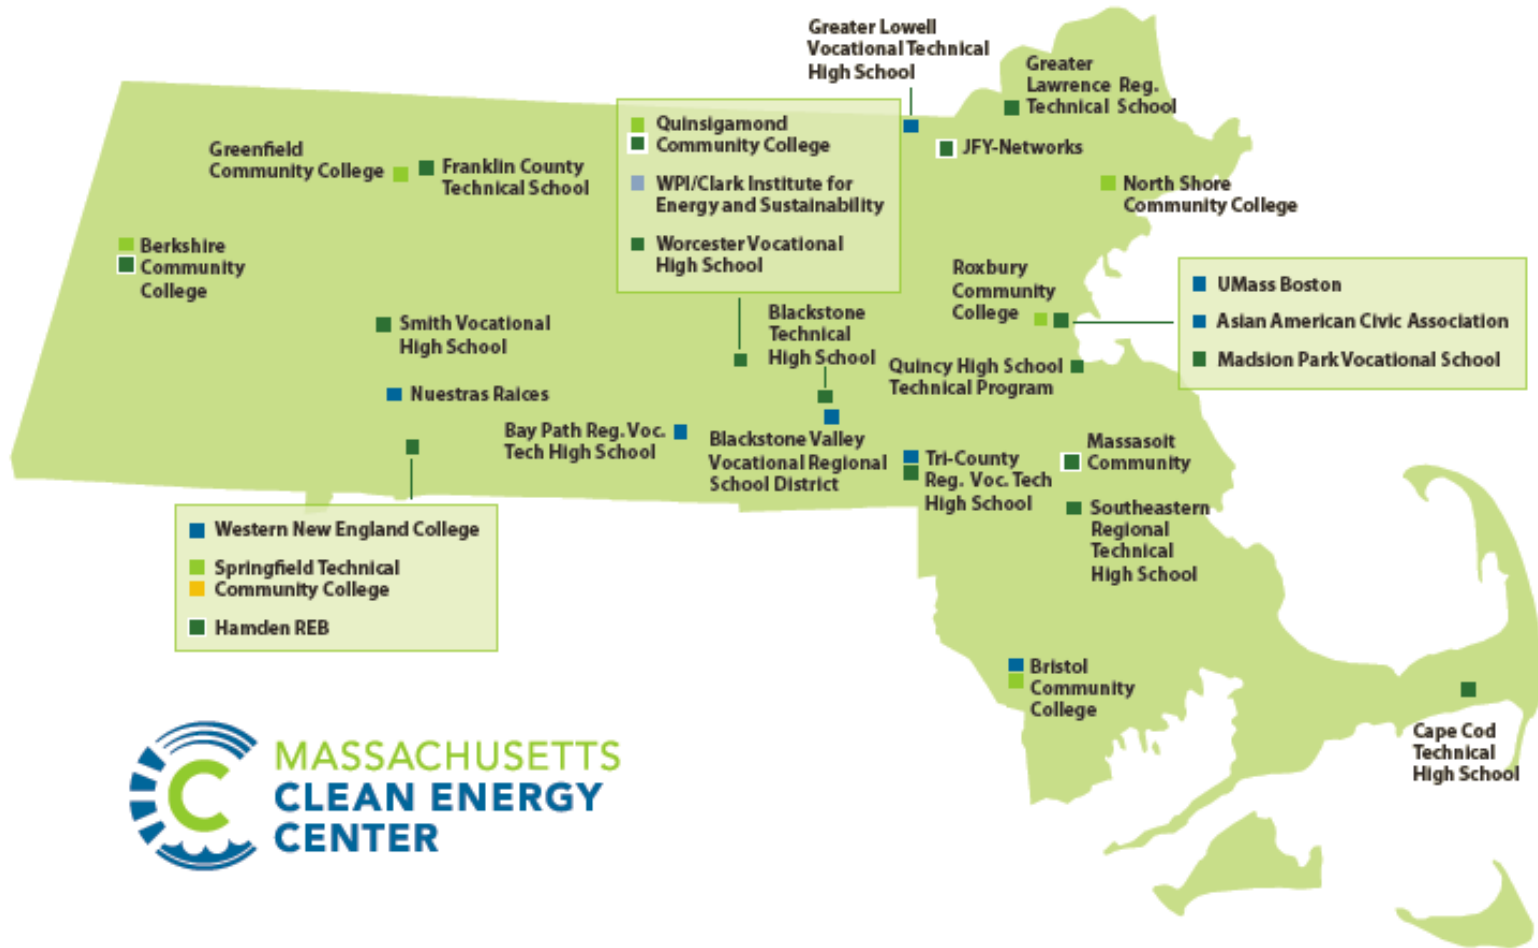 Greater Lowell
Vocational Technical
High School
Greater
Lawrence Reg.
Technical School
JFY-Networks
North Shore
Community College
Greenfield
Community College
Franklin County
Technical School
Quinsigamond
Community College
WPI/Clark Institute for
Energy and Sustainability
Worcester Vocational
High School
Berkshire
Community
College
Roxbury
Community
College
UMass Boston
Asian American Civic Association
Madsion Park Vocational School
Smith Vocational
High School
Blackstone
Technical
High School
Quincy High School
Technical Program
Nuestras Raices
Bay Path Reg. Voc.
Tech High School
Blackstone Valley
Vocational Regional
School District
Tri-County
Reg. Voc. Tech
High School
Massasoit
Community
Southeastern
Regional
Technical
High School
Western New England College
Springfield Technical
Community College
Hamden REB
Bristol
Community
College
Cape Cod
Technical
High School
MASSACHUSETTS
CLEAN ENERGY
CENTER